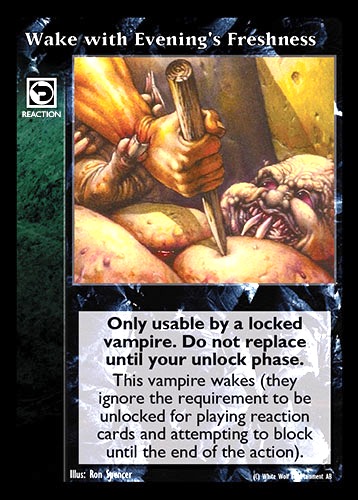 Wake with Evening's Freshness
REACTION
Only usable by a locked
vampire. Do not replace
until your unlock phase.
This vampire wakes (they
ignore the requirement to be
unlocked for playing reaction
cards and attempting to block
until the end of the action).
Illus: Ron Spencer
(C) White Wolf Entertainment AB